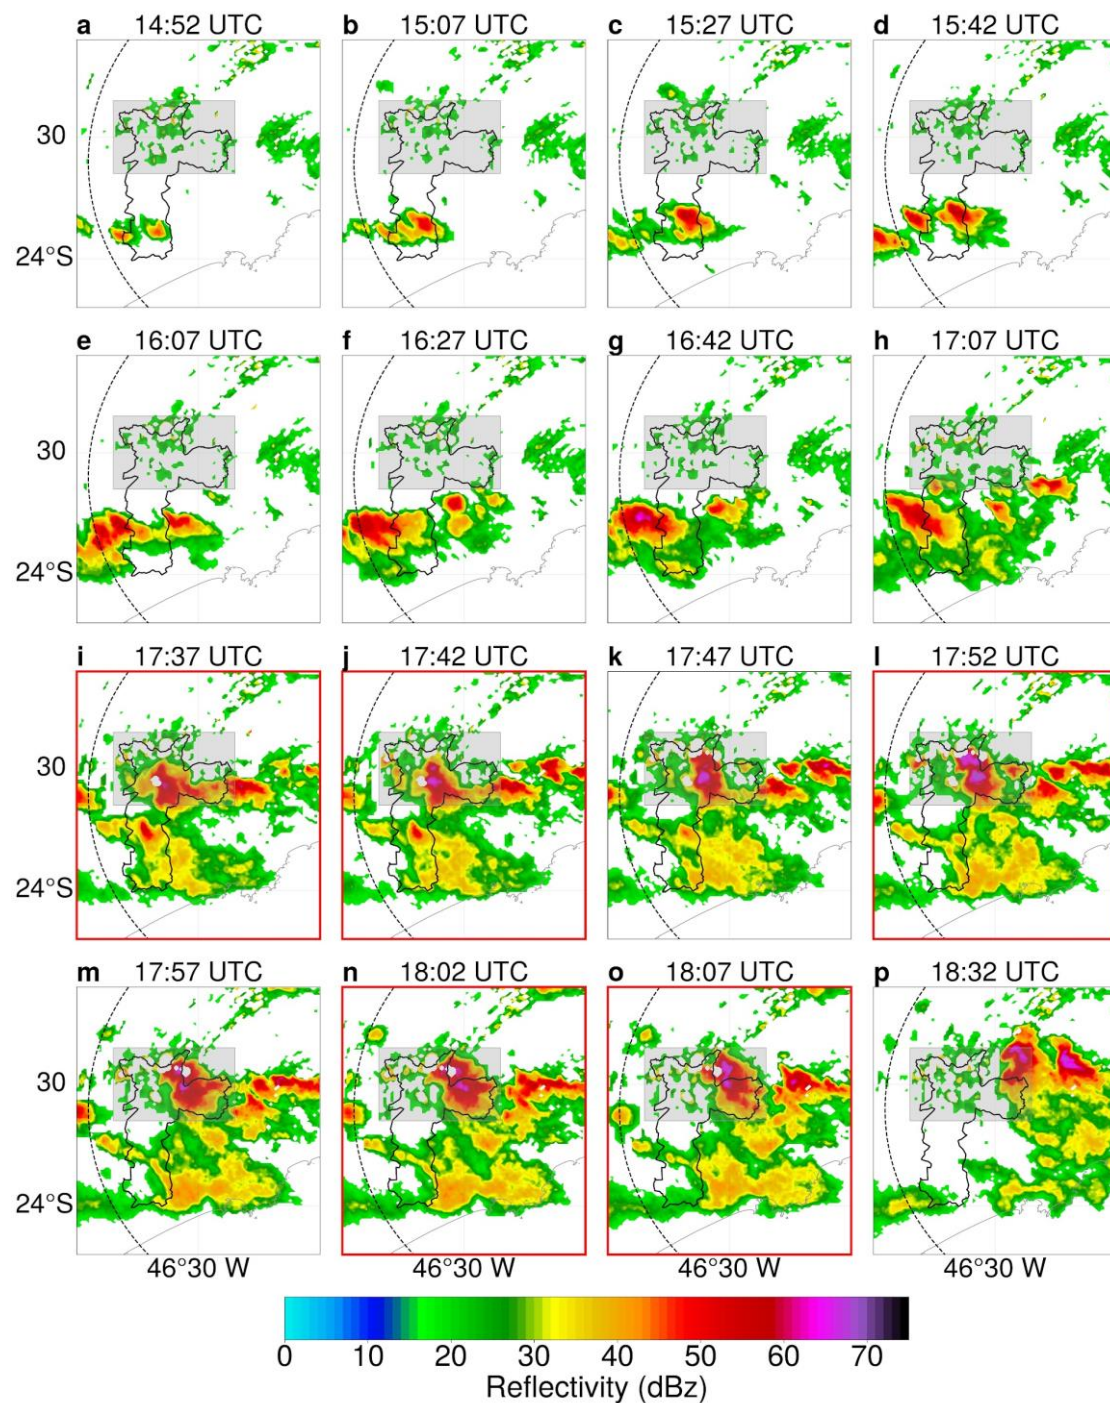 a 14:52 UTC b 15:07 UTC c 15:27 UTC d 15:42 UTC
30
24°S
e 16:07 UTC f 16:27 UTC g 16:42 UTC h 17:07 UTC
30
24°S
i 17:37 UTC j 17:42 UTC k 17:47 UTC l 17:52 UTC
30
24°S
m 17:57 UTC n 18:02 UTC o 18:07 UTC p 18:32 UTC
30
24°S
46°30 W 46°30 W 46°30 W 46°30 W
0 10 20 30 40 50 60 70
Reflectivity (dBz)